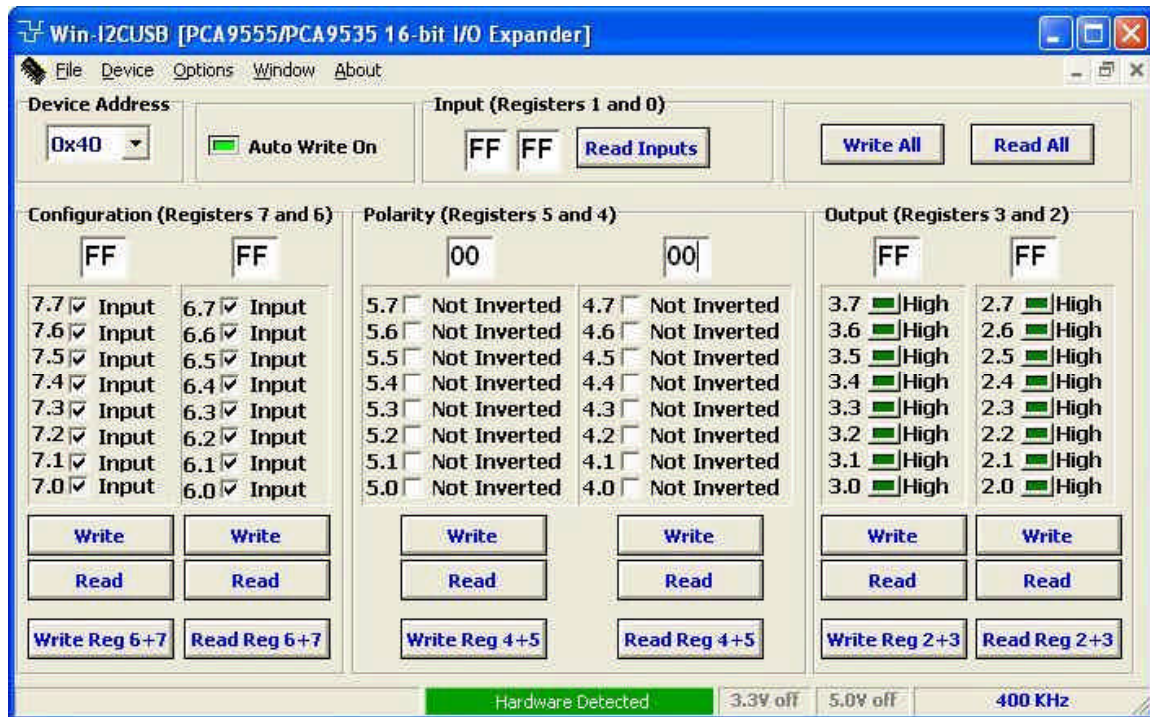 Win-I2CUSB [PCA9555/PCA9535 16-bit I/O Expander]
File Device Options Window About
Device Address
0x40
Auto Write On
Input (Registers 1 and 0)
FF FF Read Inputs
Write All Read All
Configuration (Registers 7 and 6)
FF FF
7.7 Input 6.7 Input
7.6 Input 6.6 Input
7.5 Input 6.5 Input
7.4 Input 6.4 Input
7.3 Input 6.3 Input
7.2 Input 6.2 Input
7.1 Input 6.1 Input
7.0 Input 6.0 Input
Write Write
Read Read
Write Reg 6+7 Read Reg 6+7
Polarity (Registers 5 and 4)
00 00
5.7 Not Inverted 4.7 Not Inverted
5.6 Not Inverted 4.6 Not Inverted
5.5 Not Inverted 4.5 Not Inverted
5.4 Not Inverted 4.4 Not Inverted
5.3 Not Inverted 4.3 Not Inverted
5.2 Not Inverted 4.2 Not Inverted
5.1 Not Inverted 4.1 Not Inverted
5.0 Not Inverted 4.0 Not Inverted
Write Write
Read Read
Write Reg 4+5 Read Reg 4+5
Output (Registers 3 and 2)
FF FF
3.7 High 2.7 High
3.6 High 2.6 High
3.5 High 2.5 High
3.4 High 2.4 High
3.3 High 2.3 High
3.2 High 2.2 High
3.1 High 2.1 High
3.0 High 2.0 High
Write Write
Read Read
Write Reg 2+3 Read Reg 2+3
Hardware Detected 3.3V off 5.0V off 400 KHz